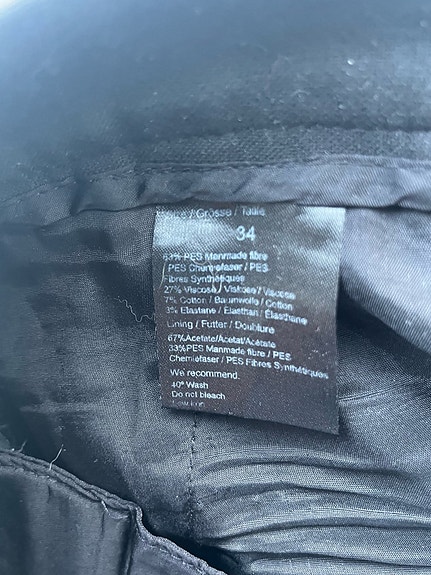 / Grösse / Taille
34
63% PES Manmade fibre
PES Chemiefaser / PES
Fibres Synthétiques
27% Viscose / Viskose / Viscose
7% Cotton / Baumwolle / Coton
3% Elastane / Elasthan / Élasthane
Lining / Futter / Doublure
67%Acetate/Acetat/Acétate
33%PES Manmade fibre / PES
Chemiefaser / PES Fibres Synthétiques
We recommend:
40° Wash
Do not bleach